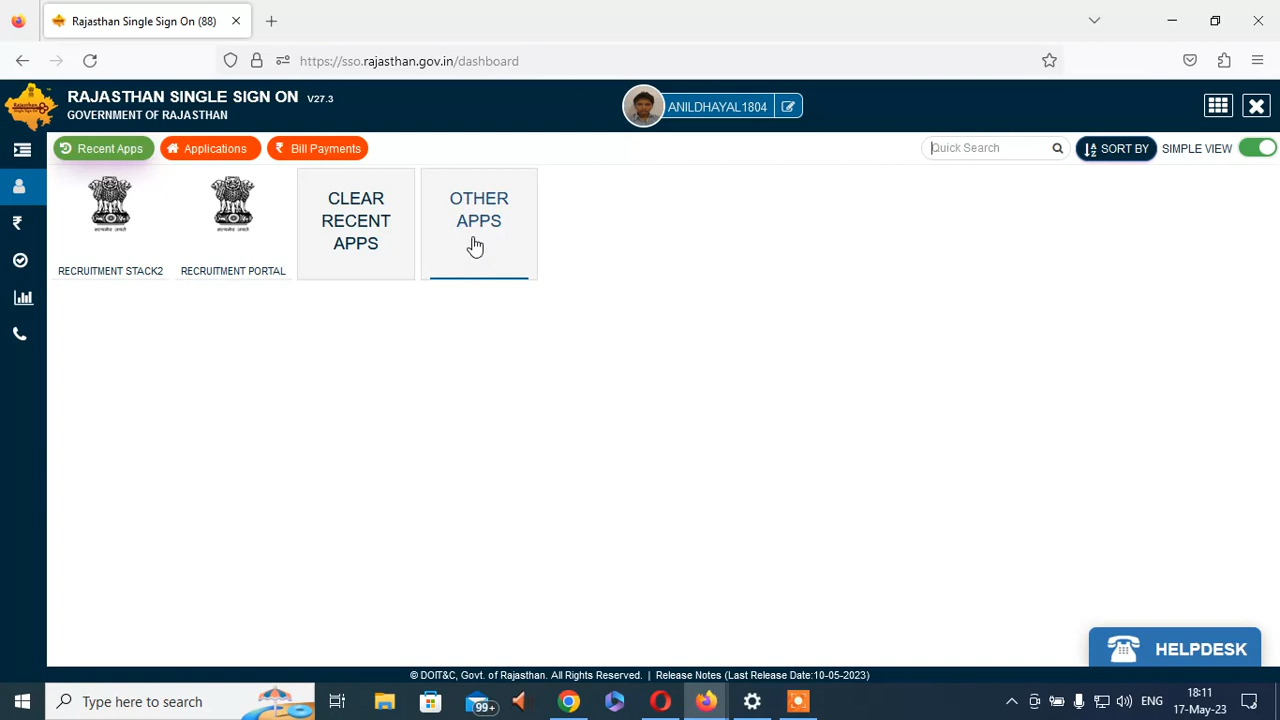 Rajasthan Single Sign On (88)
https://sso.rajasthan.gov.in/dashboard
RAJASTHAN SINGLE SIGN ON V27.3
GOVERNMENT OF RAJASTHAN
ANILDHAYAL1804
Recent Apps
Applications
Bill Payments
Quick Search
SORT BY
SIMPLE VIEW
RECRUITMENT STACK2
RECRUITMENT PORTAL
CLEAR
RECENT
APPS
OTHER
APPS
HELPDESK
© DOIT&C, Govt. of Rajasthan. All Rights Reserved. | Release Notes (Last Release Date:10-05-2023)
Type here to search
99+
ENG
18:11
17-May-23